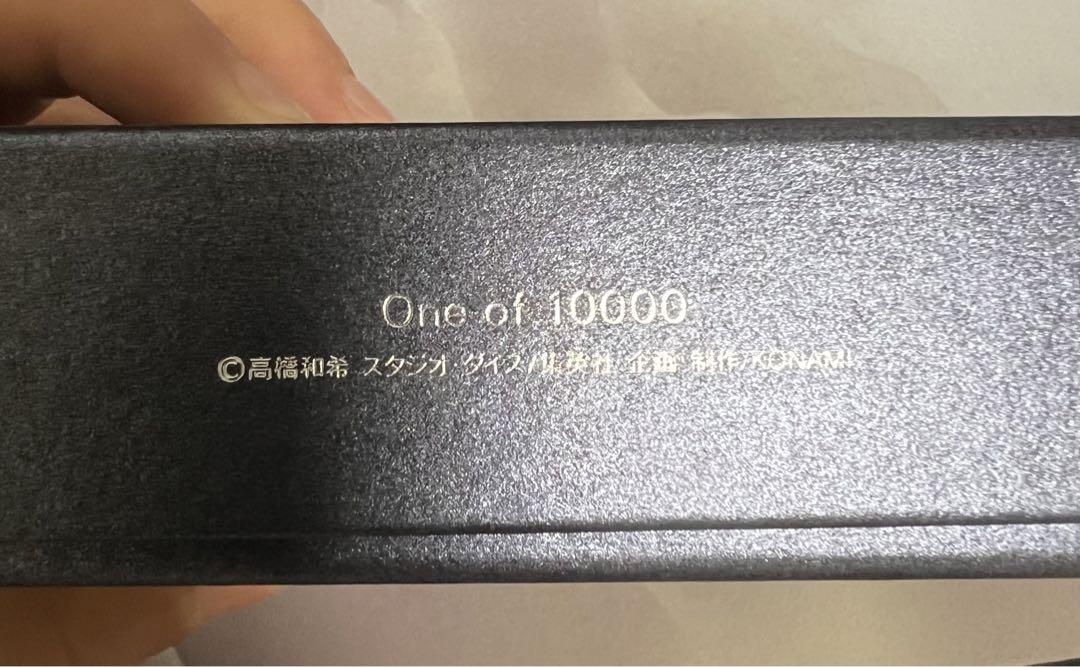 One of 10000
©高橋和希 スタジオ ダイス/集英社 企画 制作 KONAMI